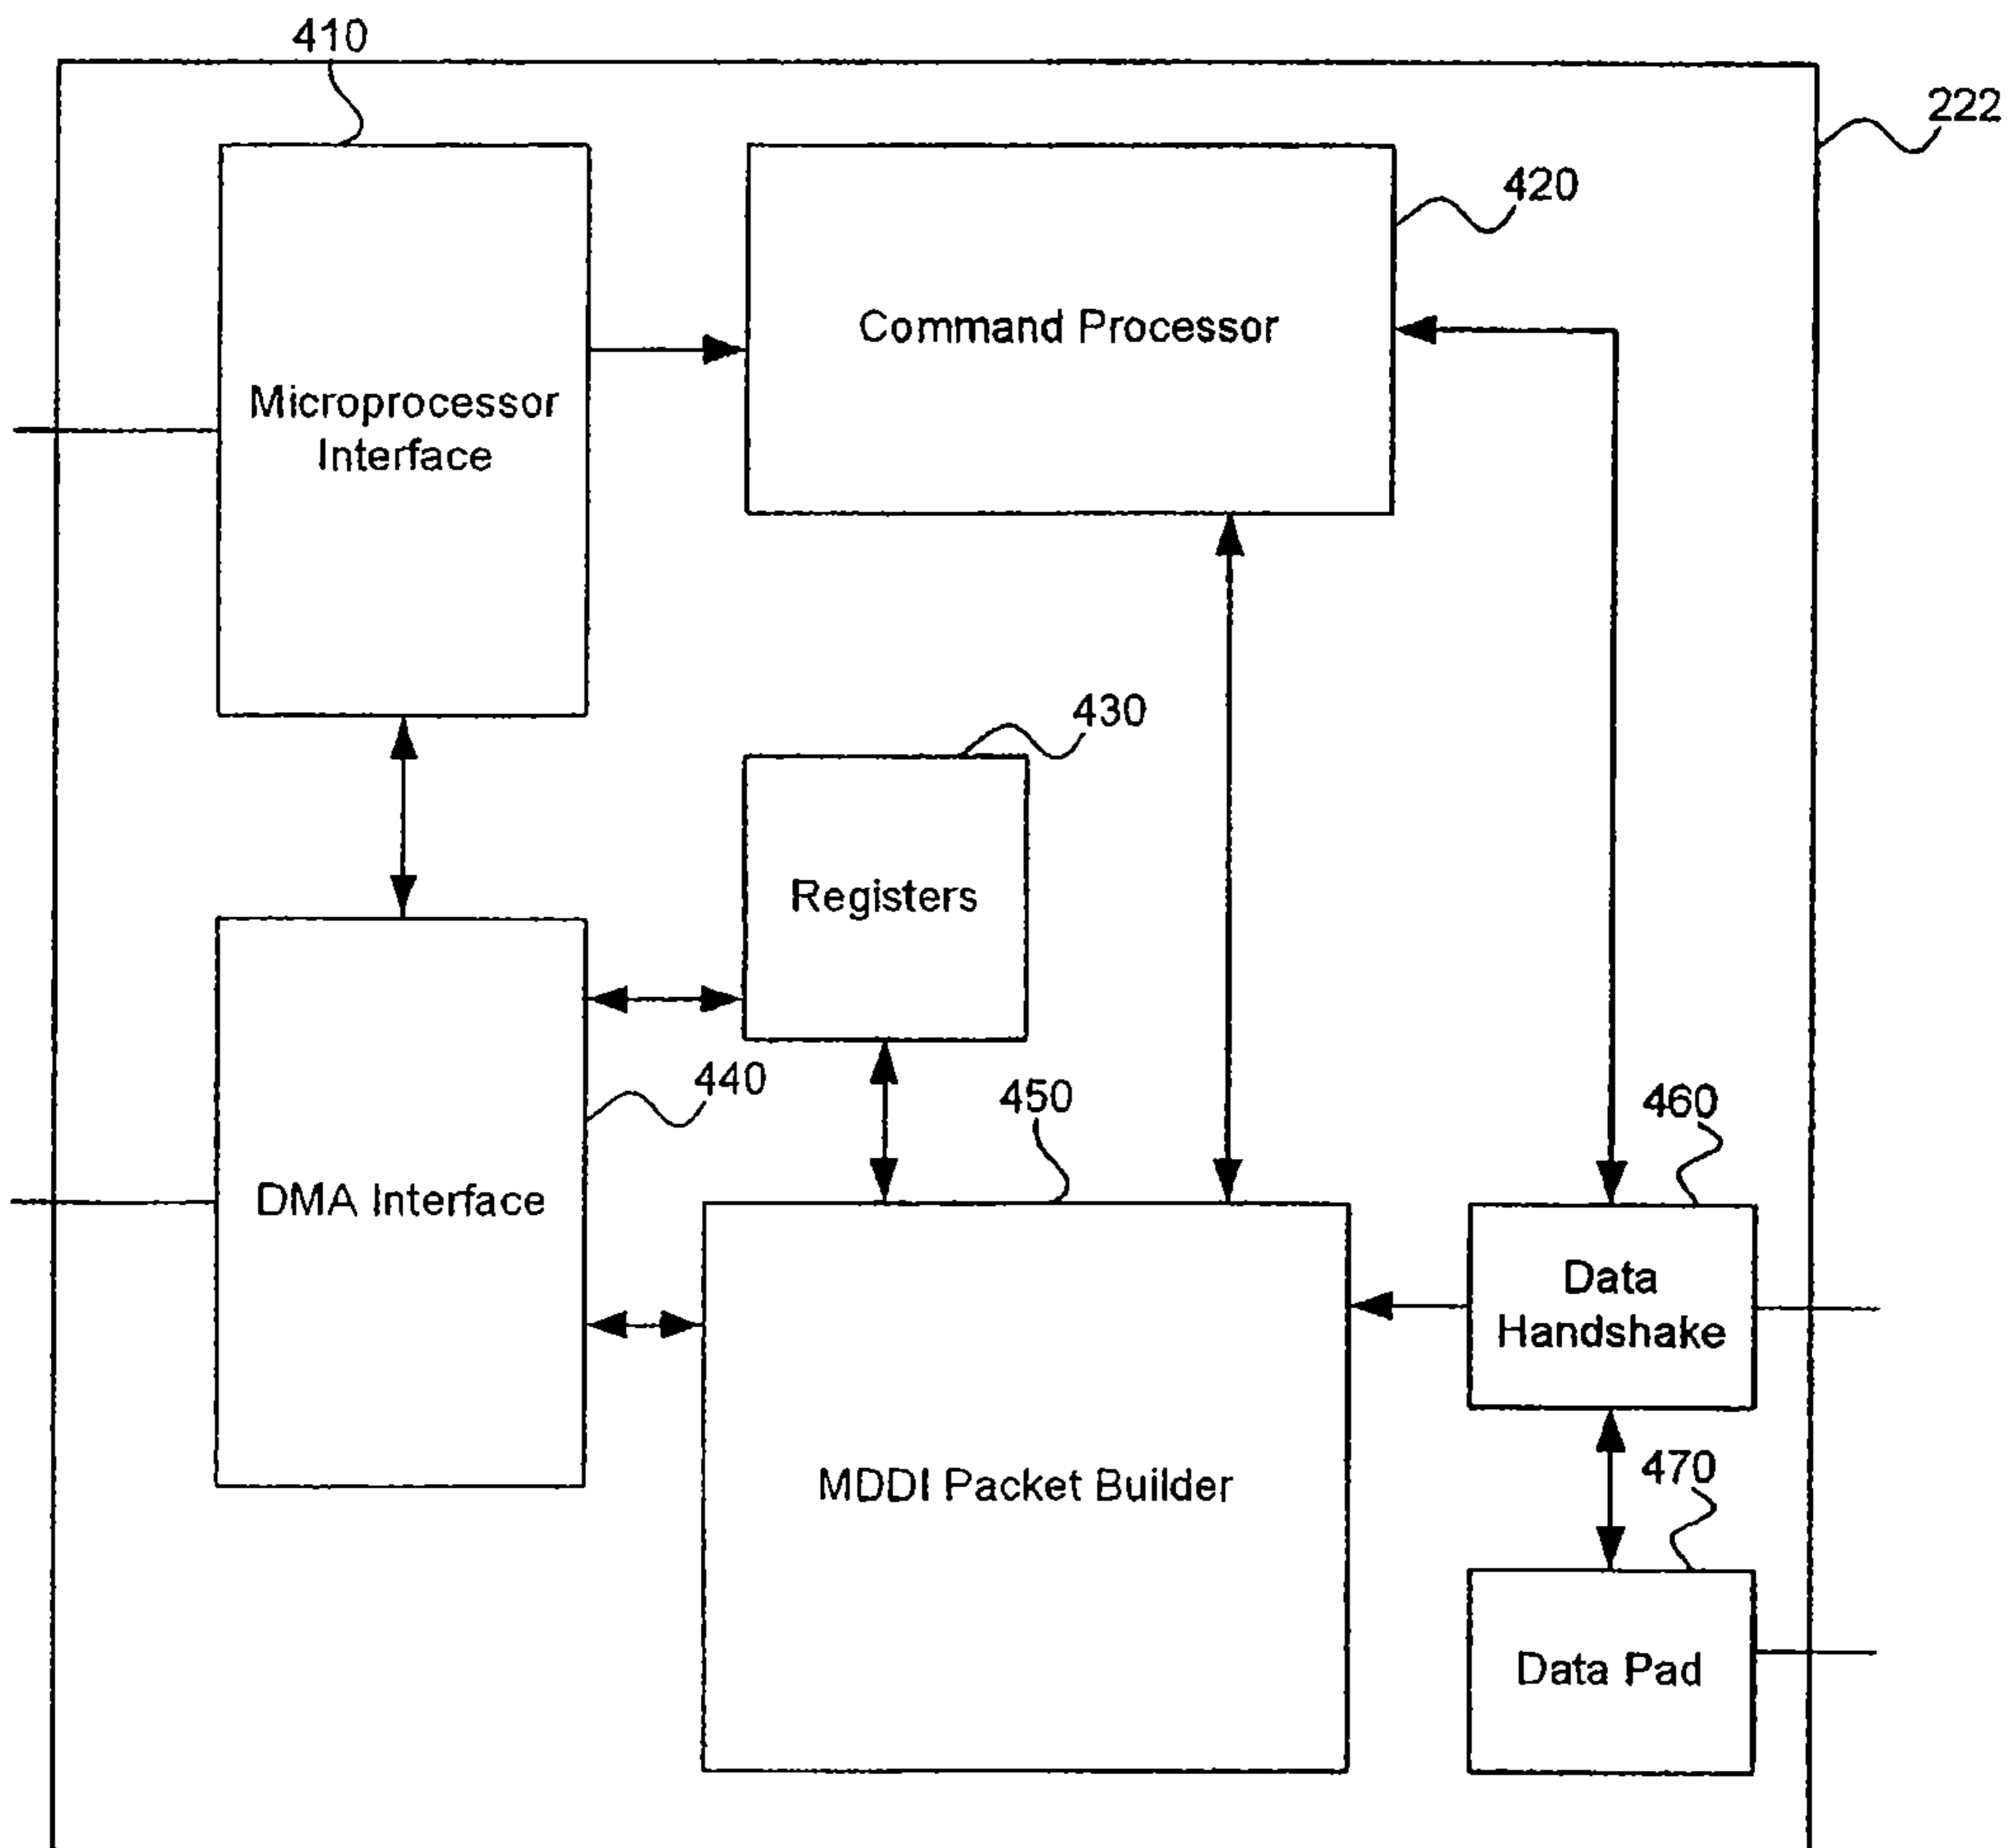 410
222
420
Command Processor
Microprocessor
Interface
430
Registers
440
450
460
DMA Interface
Data
Handshake
470
MDDI Packet Builder
Data Pad